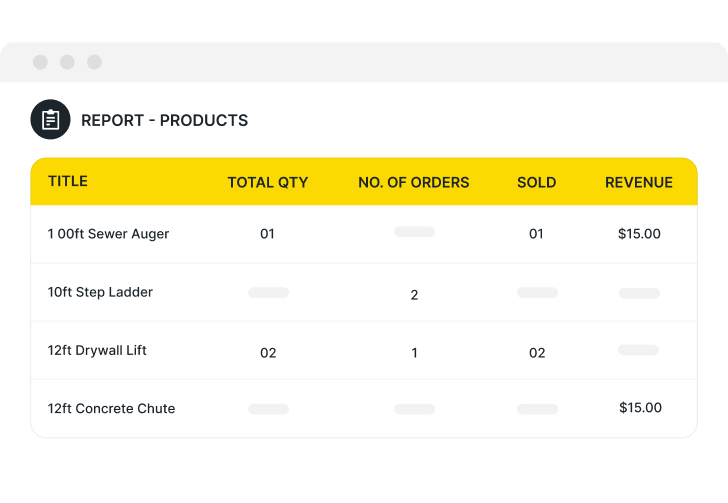 REPORT - PRODUCTS
TITLE TOTAL QTY NO. OF ORDERS SOLD REVENUE
1 00ft Sewer Auger 01 01 $15.00
10ft Step Ladder 2
12ft Drywall Lift 02 1 02
12ft Concrete Chute $15.00